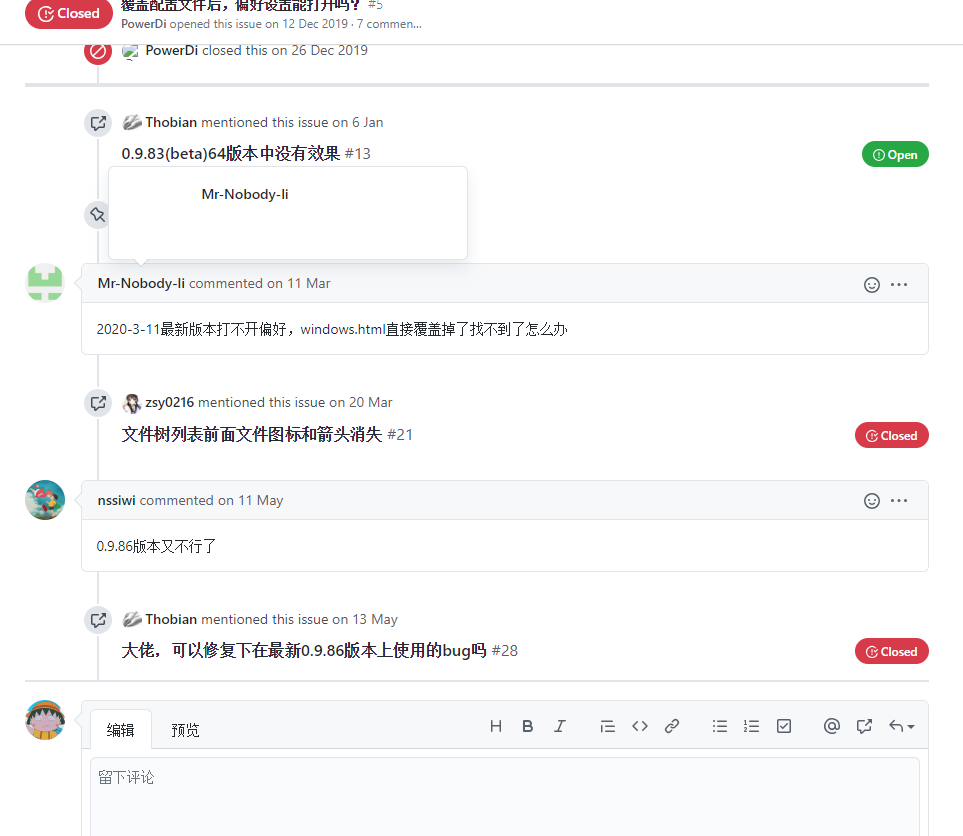 Closed
覆盖配置文件后，偏好设置能打开吗？ #5
PowerDi opened this issue on 12 Dec 2019 · 7 commen...
PowerDi closed this on 26 Dec 2019
Thobian mentioned this issue on 6 Jan
0.9.83(beta)64版本中没有效果 #13
Open
Mr-Nobody-li
Mr-Nobody-li commented on 11 Mar
2020-3-11最新版本打不开偏好，windows.html直接覆盖掉了找不到了怎么办
zsy0216 mentioned this issue on 20 Mar
文件树列表前面文件图标和箭头消失 #21
Closed
nssiwi commented on 11 May
0.9.86版本又不行了
Thobian mentioned this issue on 13 May
大佬，可以修复下在最新0.9.86版本上使用的bug吗 #28
Closed
编辑
预览
留下评论